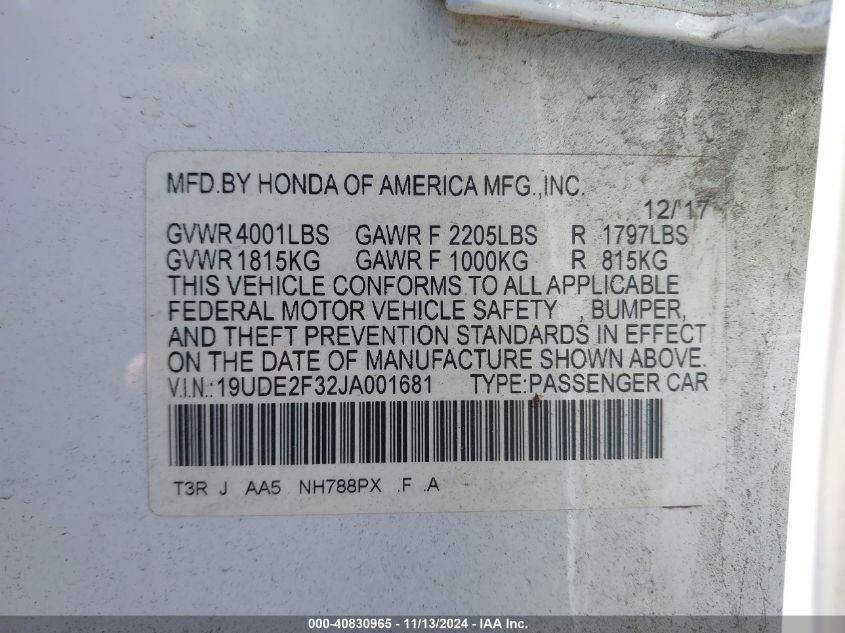 MFD.BY HONDA OF AMERICA MFG.,INC.
12/17
GVWR 4001LBS GAWR F 2205LBS R 1797LBS
GVWR 1815KG GAWR F 1000KG R 815KG
THIS VEHICLE CONFORMS TO ALL APPLICABLE
FEDERAL MOTOR VEHICLE SAFETY , BUMPER,
AND THEFT PREVENTION STANDARDS IN EFFECT
ON THE DATE OF MANUFACTURE SHOWN ABOVE.
V.I.N.:19UDE2F32JA001681 TYPE:PASSENGER CAR
T3R J AA5 NH788PX .F .A
000-40830965 - 11/13/2024 - IAA Inc.